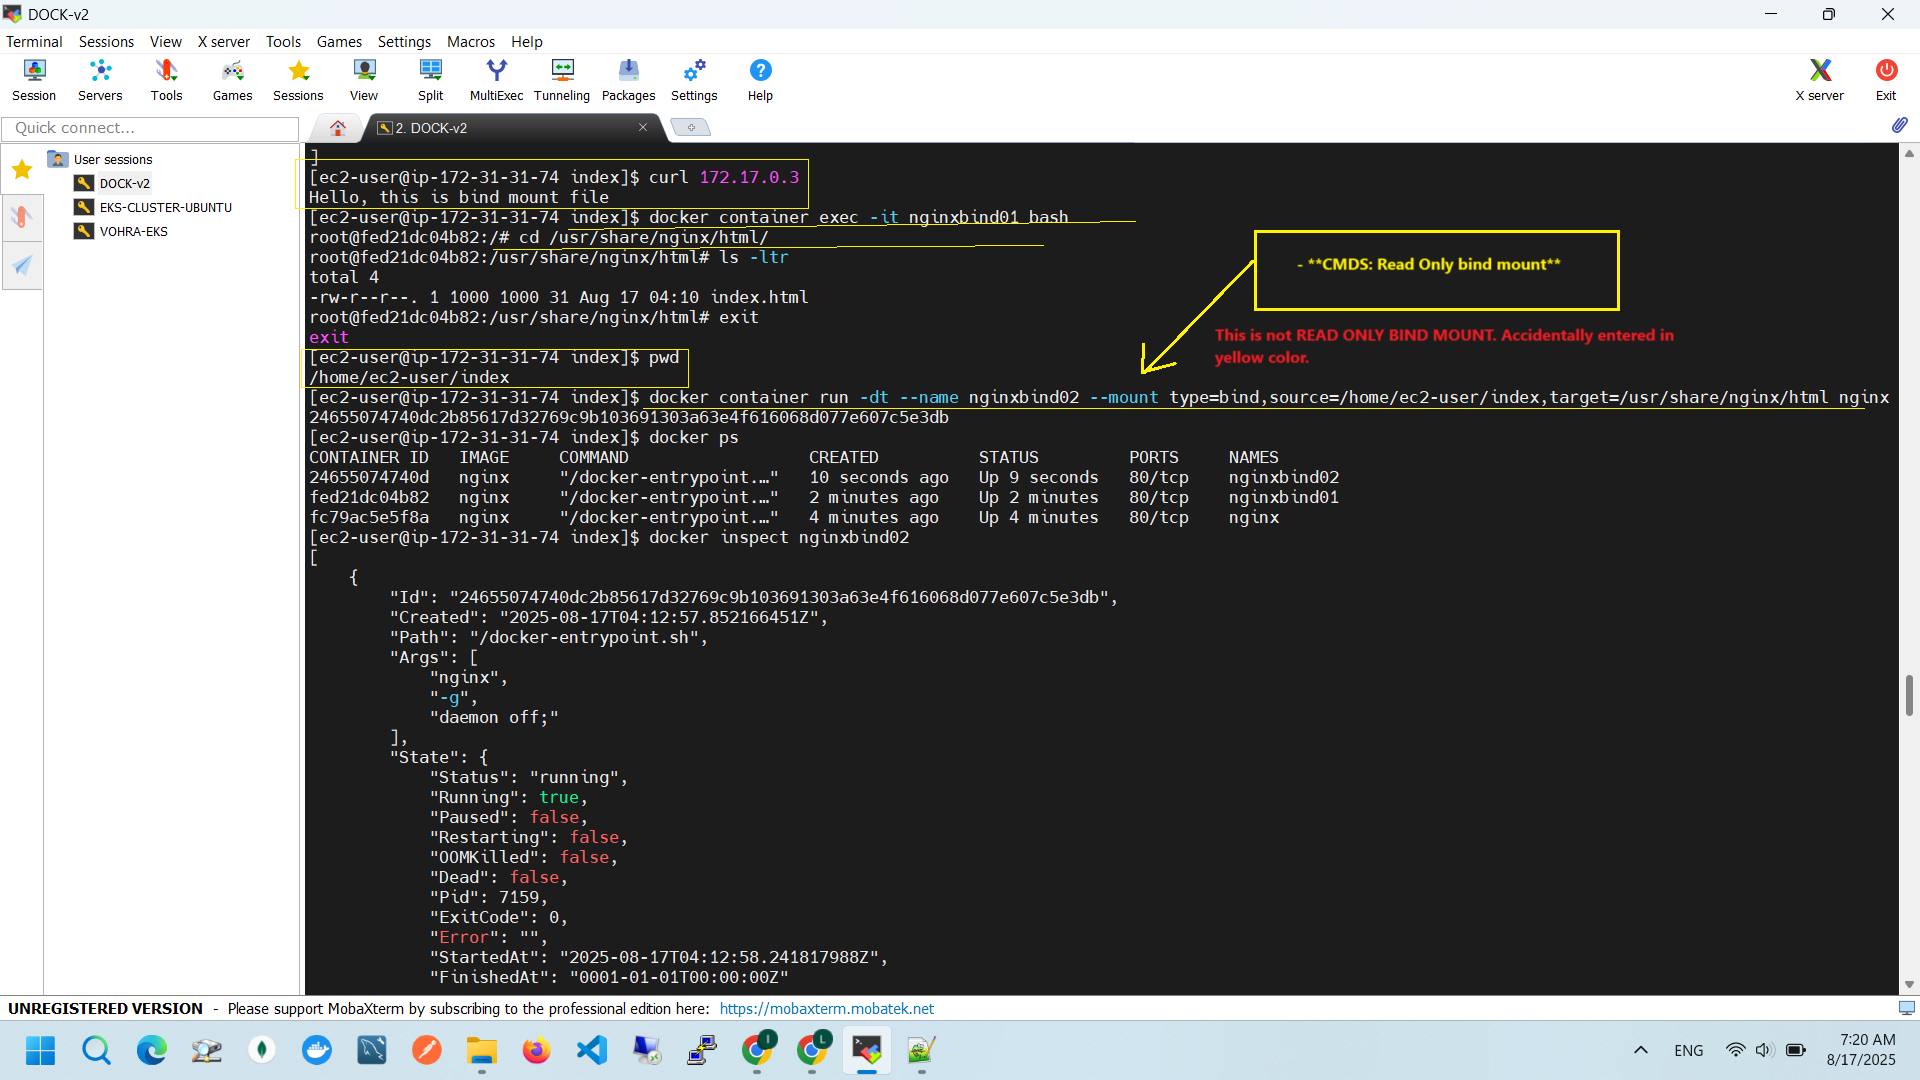 DOCK-v2
Terminal Sessions View X server Tools Games Settings Macros Help
Session Servers Tools Games Sessions View Split MultiExec Tunneling Packages Settings Help X server Exit
Quick connect...
2. DOCK-v2
User sessions
DOCK-v2
EKS-CLUSTER-UBUNTU
VOHRA-EKS
]
[ec2-user@ip-172-31-31-74 index]$ curl 172.17.0.3
Hello, this is bind mount file
[ec2-user@ip-172-31-31-74 index]$ docker container exec -it nginxbind01 bash
root@fed21dc04b82:/# cd /usr/share/nginx/html/
root@fed21dc04b82:/usr/share/nginx/html# ls -ltr
total 4
-rw-r--r--. 1 1000 1000 31 Aug 17 04:10 index.html
root@fed21dc04b82:/usr/share/nginx/html# exit
exit
- **CMDS: Read Only bind mount**
This is not READ ONLY BIND MOUNT. Accidentally entered in
yellow color.
[ec2-user@ip-172-31-31-74 index]$ pwd
/home/ec2-user/index
[ec2-user@ip-172-31-31-74 index]$ docker container run -dt --name nginxbind02 --mount type=bind,source=/home/ec2-user/index,target=/usr/share/nginx/html nginx
24655074740dc2b85617d32769c9b103691303a63e4f616068d077e607c5e3db
[ec2-user@ip-172-31-31-74 index]$ docker ps
CONTAINER ID IMAGE COMMAND CREATED STATUS PORTS NAMES
24655074740d nginx "/docker-entrypoint.…" 10 seconds ago Up 9 seconds 80/tcp nginxbind02
fed21dc04b82 nginx "/docker-entrypoint.…" 2 minutes ago Up 2 minutes 80/tcp nginxbind01
fc79ac5e5f8a nginx "/docker-entrypoint.…" 4 minutes ago Up 4 minutes 80/tcp nginx
[ec2-user@ip-172-31-31-74 index]$ docker inspect nginxbind02
[
{
"Id": "24655074740dc2b85617d32769c9b103691303a63e4f616068d077e607c5e3db",
"Created": "2025-08-17T04:12:57.852166451Z",
"Path": "/docker-entrypoint.sh",
"Args": [
"nginx",
"-g",
"daemon off;"
],
"State": {
"Status": "running",
"Running": true,
"Paused": false,
"Restarting": false,
"OOMKilled": false,
"Dead": false,
"Pid": 7159,
"ExitCode": 0,
"Error": "",
"StartedAt": "2025-08-17T04:12:58.241817988Z",
"FinishedAt": "0001-01-01T00:00:00Z"
UNREGISTERED VERSION - Please support MobaXterm by subscribing to the professional edition here: https://mobaxterm.mobatek.net
I L ENG 7:20 AM
8/17/2025